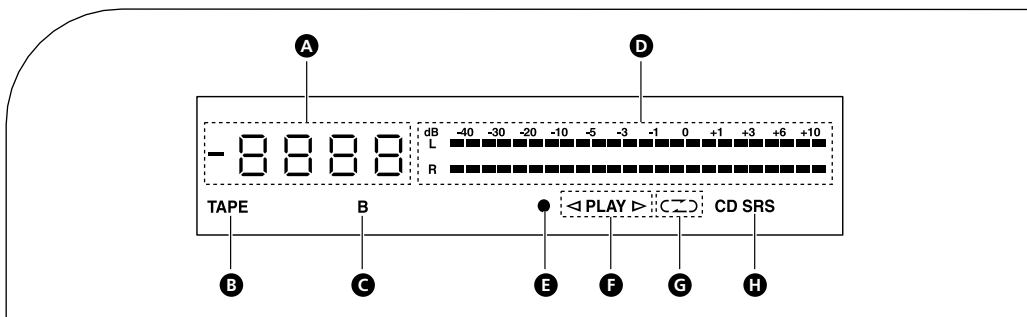 A D
dB -40 -30 -20 -10 -5 -3 -1 0 +1 +3 +6 +10
L
- 8888
R
TAPE B ◁ PLAY ▷ CD SRS
B C E F G H